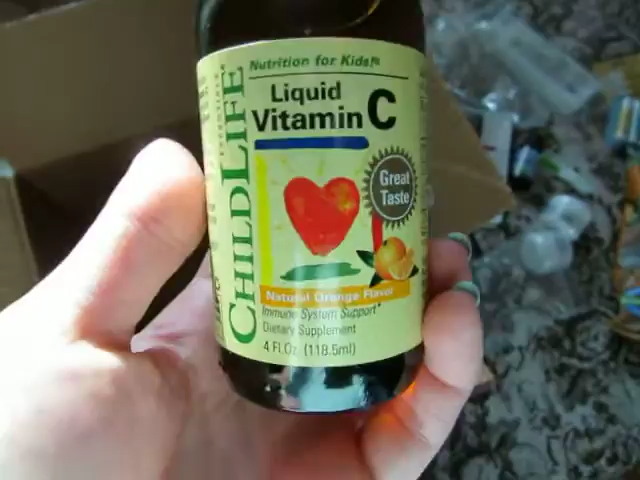 Nutrition for Kids!™
CHILDLIFE
Liquid
Vitamin C
Great
Taste
Natural Orange Flavor
Immune System Support*
Dietary Supplement
4 Fl.Oz. (118.5ml)